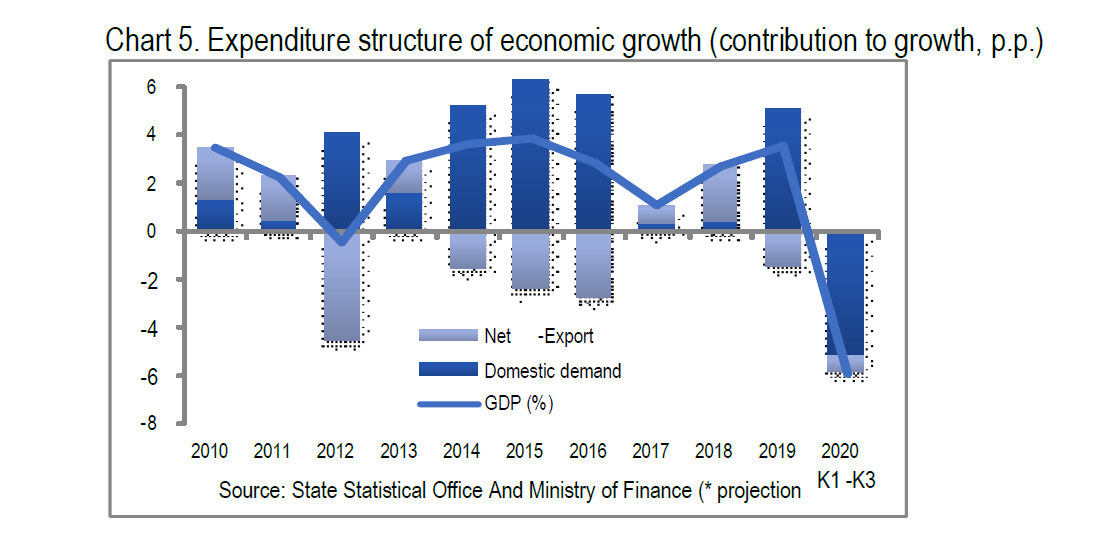 Chart 5. Expenditure structure of economic growth (contribution to growth, p.p.)
6
4
2
0
-2
-4
-6
-8
Net -Export
Domestic demand
GDP (%)
2010 2011 2012 2013 2014 2015 2016 2017 2018 2019 2020
K1 -K3
Source: State Statistical Office And Ministry of Finance (* projection